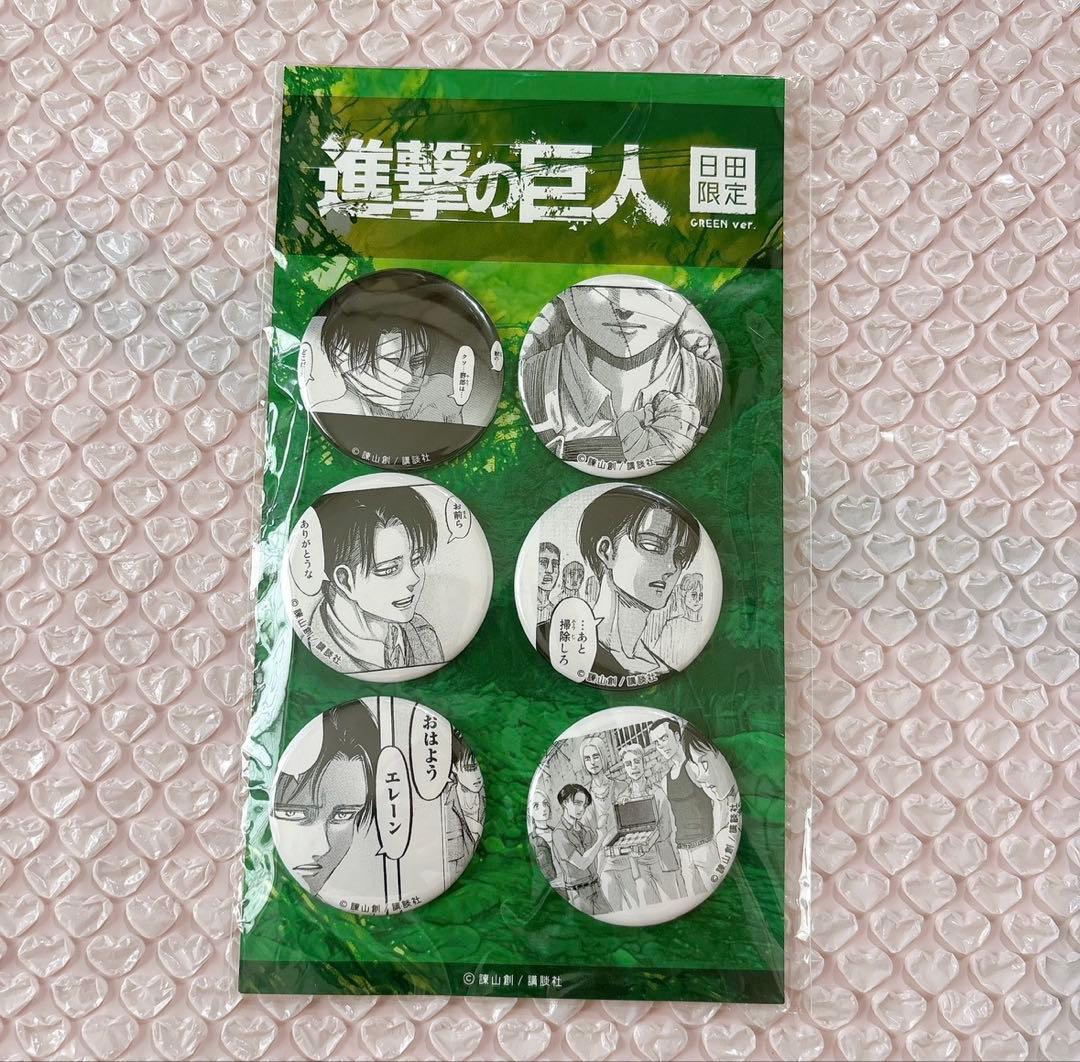 進撃の巨人
日田
限定
GREEN ver.
クソ
野郎は…
©諫山創/講談社
©諫山創/講談社
お前ら
ありがとうな
©諫山創/講談社
…あと
掃除しろ
©諫山創/講談社
おはよう
エレーン
©諫山創/講談社
©諫山創/講談社
©諫山創/講談社